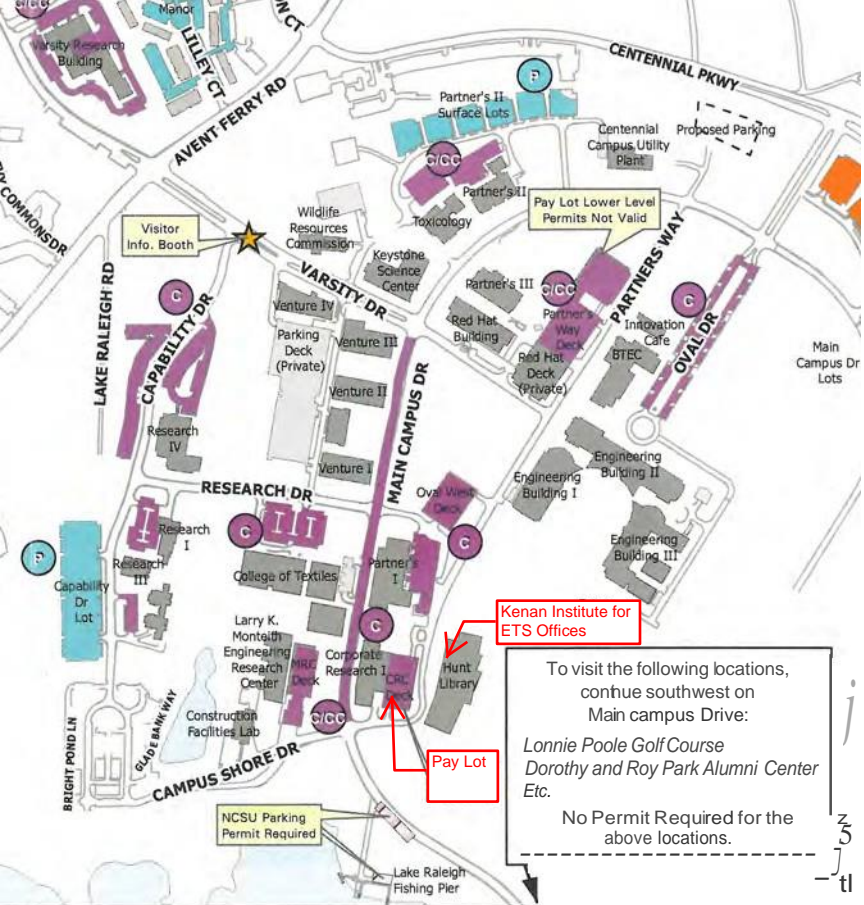 C/CC
Varsity Research
Building
Manor
LILLEY CT
ON CT
AVENT FERRY RD
CENTENNIAL PKWY
P
Partner's II
Surface Lots
Centennial
Campus Utility
Plant
Proposed Parking
C/CC
Partner's II
Toxicology
Pay Lot Lower Level
Permits Not Valid
COMMONS DR
Visitor
Info. Booth
Wildlife
Resources
Commission
Keystone
Science
Center
VARSITY DR
PARTNERS WAY
LAKE RALEIGH RD
C
CAPABILITY DR
Venture IV
Partner's III
C/CC
C
Parking
Deck
(Private)
Venture III
Red Hat
Building
Partner's
Way
Deck
Innovation
Cafe
OVAL DR
BTEC
Red Hat
Deck
(Private)
Main
Campus Dr
Lots
Venture II
MAIN CAMPUS DR
Research
IV
Venture I
Engineering
Building II
Engineering
Building I
RESEARCH DR
Oval West
Deck
C
C
Research
I
Engineering
Building III
P
Research
III
College of Textiles
Partner's
I
Capability
Dr
Lot
Kenan Institute for
ETS Offices
Larry K.
Monteith
Engineering
Research
Center
C
Corporate
Research I
MRC
Deck
CRC
Deck
Hunt
Library
To visit the following locations,
contnue southwest on
Main campus Drive:
Lonnie Poole Golf Course
Dorothy and Roy Park Alumni Center
Etc.
No Permit Required for the
above locations.
j
z
5
J
tl
C/CC
Construction
Facilities Lab
GLADE BANK WAY
BRIGHT POND LN
CAMPUS SHORE DR
Pay Lot
NCSU Parking
Permit Required
Lake Raleigh
Fishing Pier